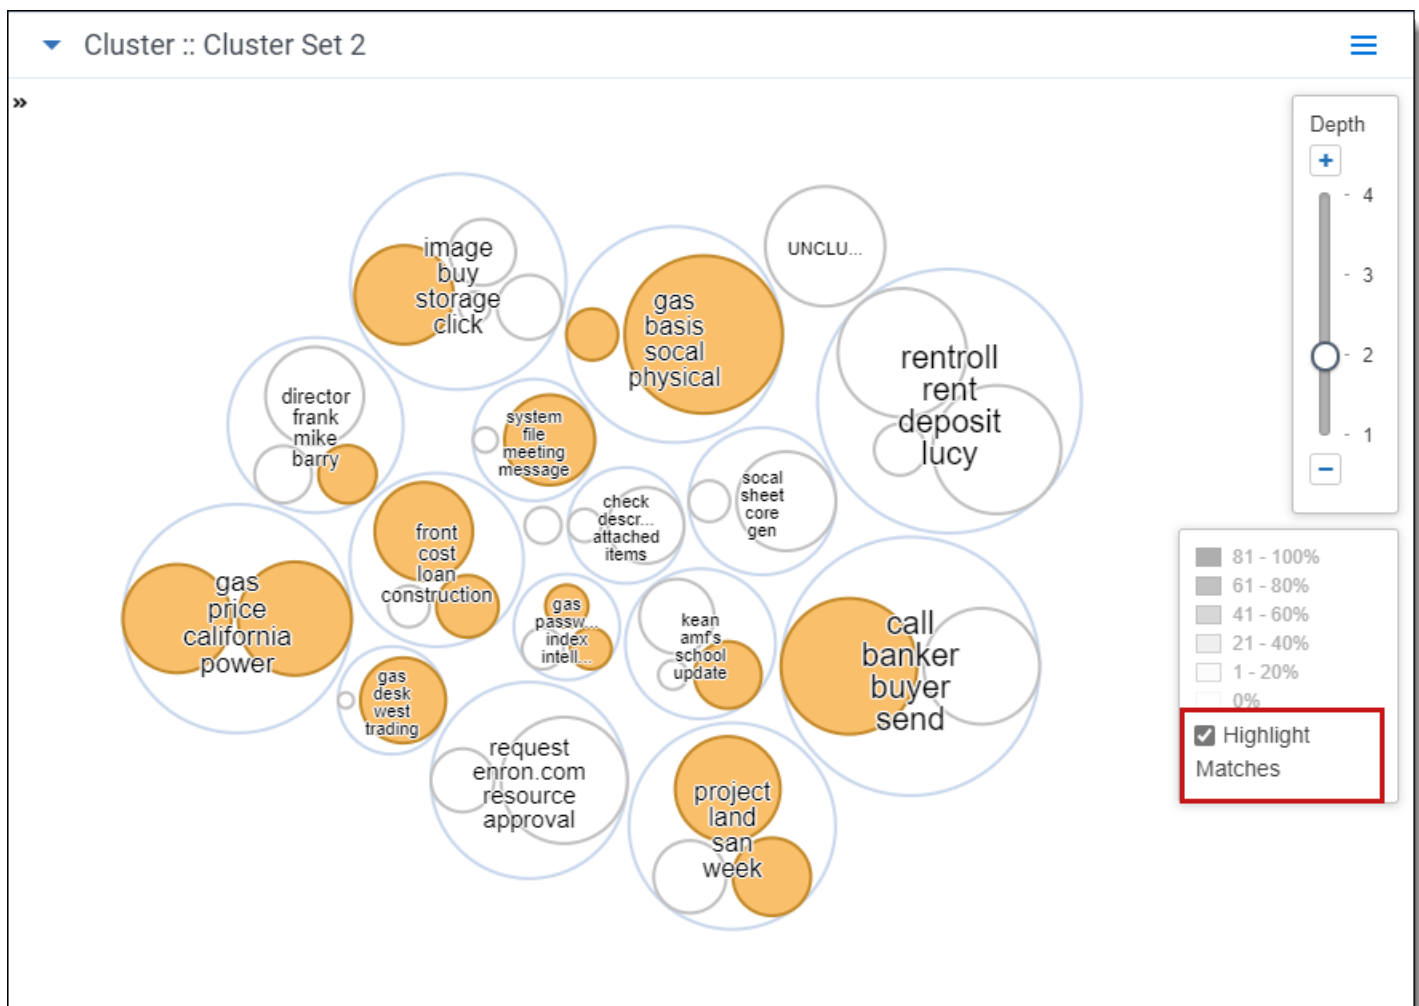 Cluster :: Cluster Set 2
»
Depth
+
- 4
- 3
- 2
- 1
−
image
buy
storage
click
gas
basis
socal
physical
UNCLU...
rentroll
rent
deposit
lucy
director
frank
mike
barry
system
file
meeting
message
socal
sheet
core
gen
check
descr...
attached
items
front
cost
loan
construction
gas
price
california
power
gas
passw...
index
intell...
kean
amf's
school
update
call
banker
buyer
send
gas
desk
west
trading
request
enron.com
resource
approval
project
land
san
week
81 - 100%
61 - 80%
41 - 60%
21 - 40%
1 - 20%
0%
Highlight
Matches